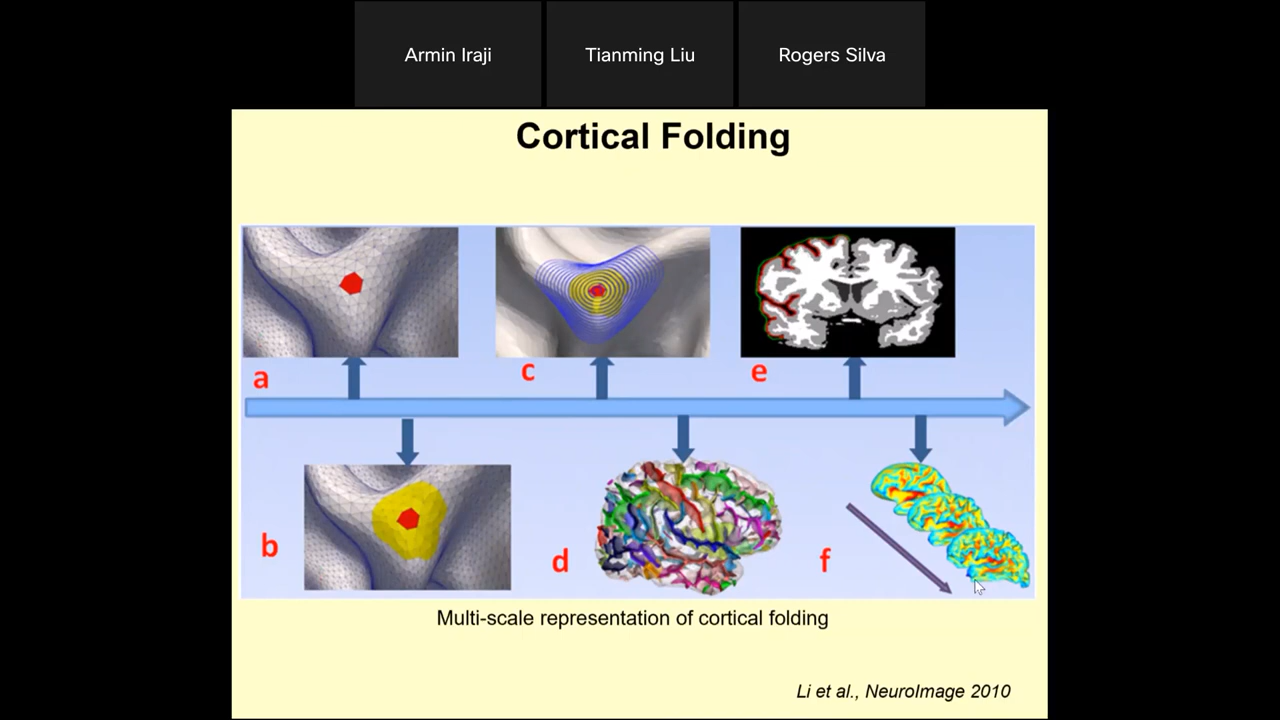 Armin Iraji
Tianming Liu
Rogers Silva
Cortical Folding
a
c
e
b
d
f
Multi-scale representation of cortical folding
Li et al., NeuroImage 2010